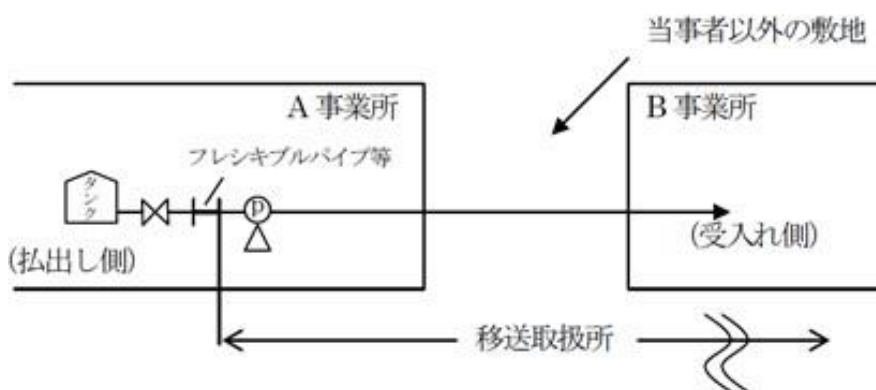 当事者以外の敷地
A 事業所
B 事業所
フレシキブルパイプ等
タンク
p
(払出し側)
(受入れ側)
移送取扱所